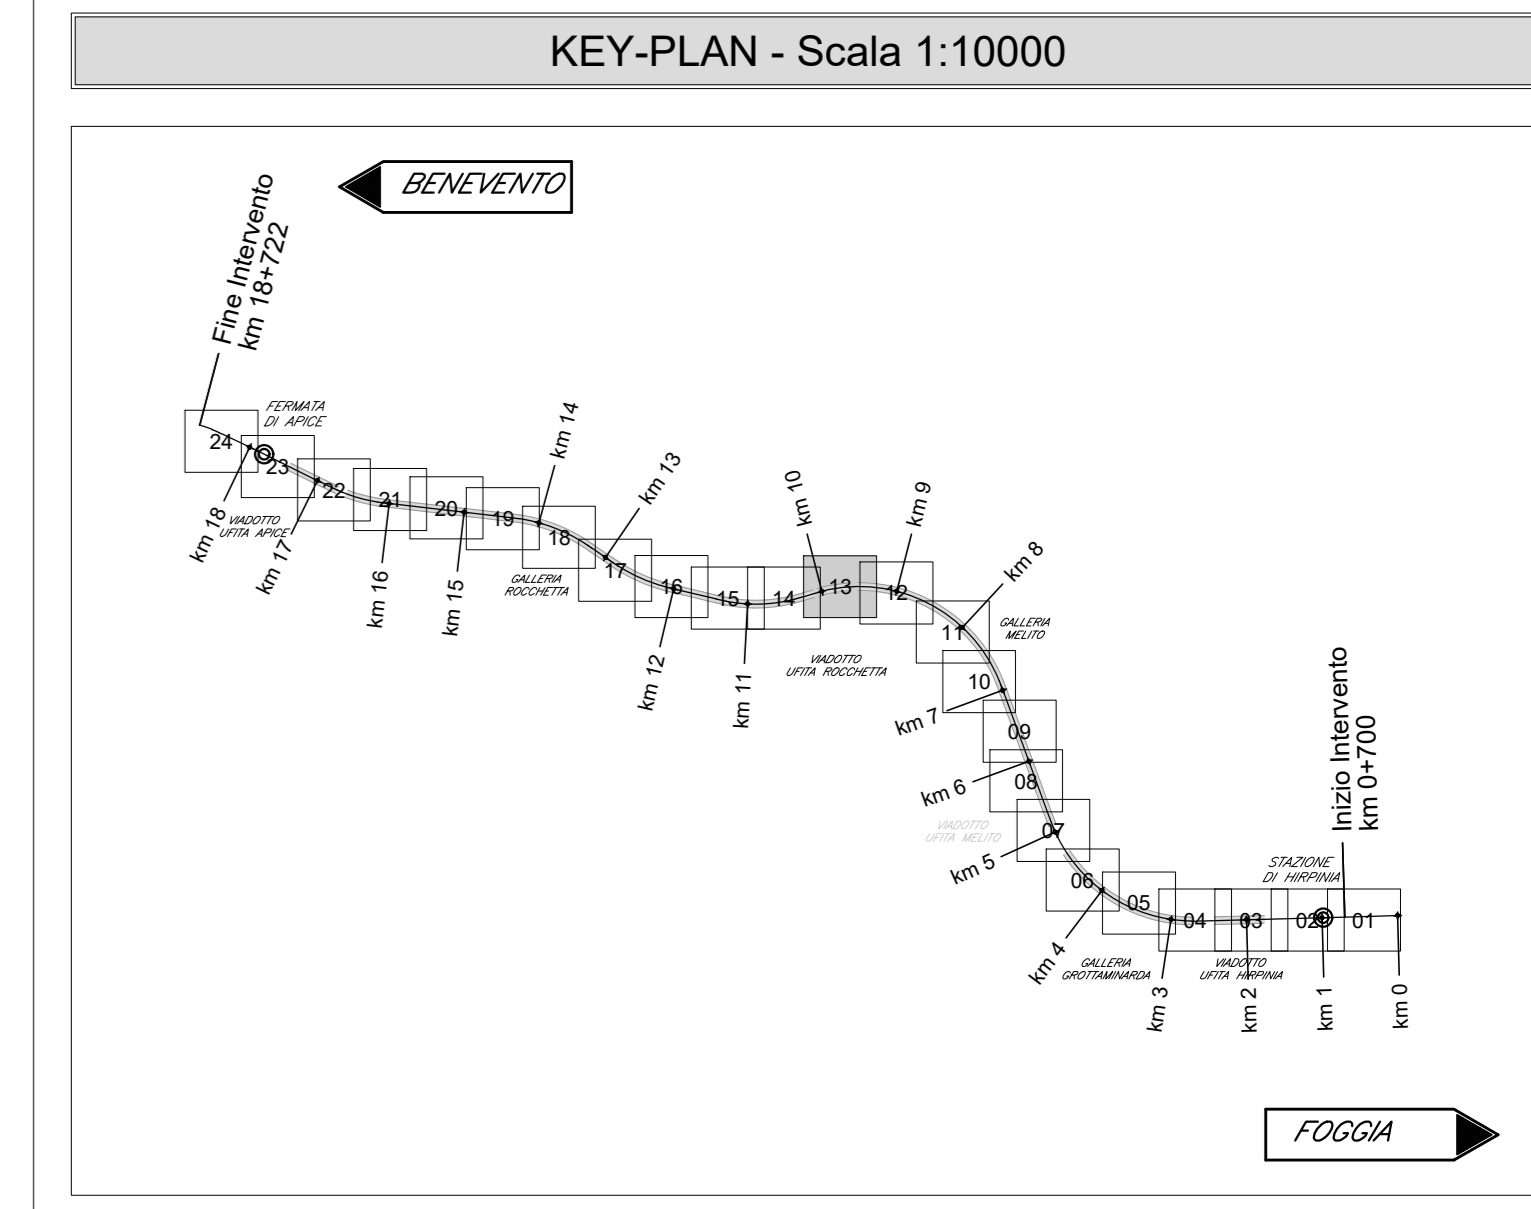 KEY-PLAN - Scala 1:10000
BENEVENTO
Fine Intervento
km 18+722
FERMATA
DI APICE
24
23
22
21
20
19
18
17
16
15
14
13
12
11
10
09
08
07
06
05
04
03
02
01
km 18
VIADOTTO
UFITA APICE
km 17
km 16
km 15
km 14
GALLERIA
ROCCHETTA
km 13
km 12
km 11
km 10
VIADOTTO
UFITA ROCCHETTA
km 9
km 8
GALLERIA
MELITO
km 7
km 6
VIADOTTO
UFITA MELITO
km 5
km 4
GALLERIA
GROTTAMINARDA
km 3
VIADOTTO
UFITA HIRPINIA
km 2
STAZIONE
DI HIRPINIA
km 1
Inizio Intervento
km 0+700
km 0
FOGGIA